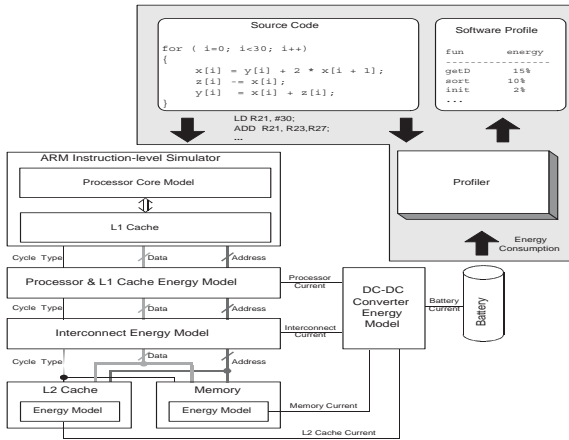 Source Code
for ( i=0; i<30; i++)
{
x[i] = y[i] + 2 * x[i + 1];
z[i] -= x[i];
y[i] = x[i] + z[i];
}
LD R21, #30;
ADD R21, R23,R27;
...
Software Profile
fun energy
-------------------
getD 15%
sort 10%
init 2%
...
Profiler
Energy
Consumption
ARM Instruction-level Simulator
Processor Core Model
L1 Cache
Cycle Type
Data
Address
Processor & L1 Cache Energy Model
Processor
Current
Cycle Type
Data
Address
Interconnect Energy Model
Interconnect
Current
DC-DC
Converter
Energy
Model
Battery
Current
Battery
Cycle Type
Data
Address
L2 Cache
Energy Model
Memory
Energy Model
Memory Current
L2 Cache Current